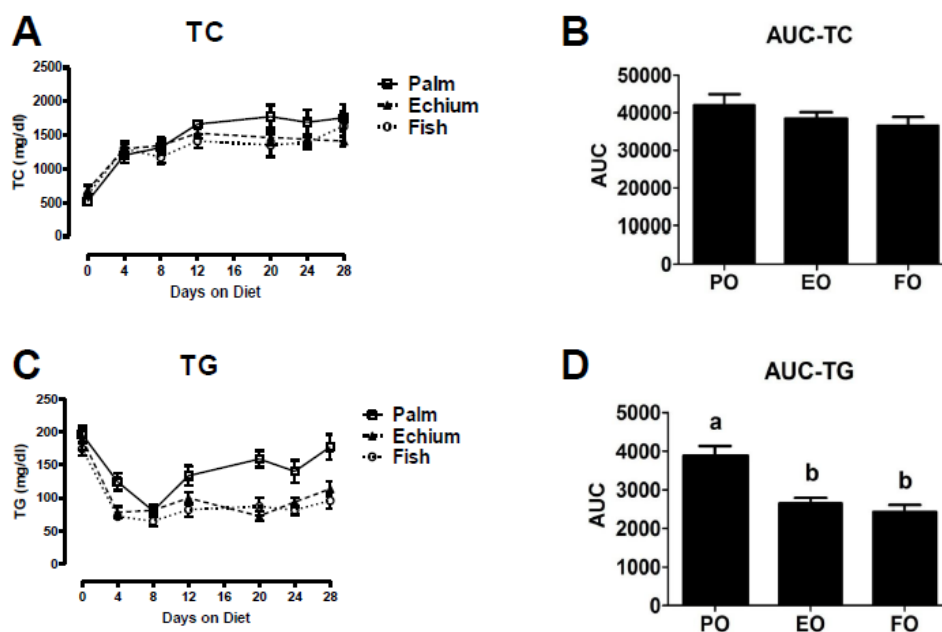 A TC
2500
2000
1500
1000
500
0
TC (mg/dl)
0 4 8 12 16 20 24 28
Days on Diet
Palm
Echium
Fish
B AUC-TC
50000
40000
30000
20000
10000
0
AUC
PO EO FO
C TG
250
200
150
100
50
0
TG (mg/dl)
0 4 8 12 16 20 24 28
Days on Diet
Palm
Echium
Fish
D AUC-TG
5000
4000
3000
2000
1000
0
AUC
a
b b
PO EO FO